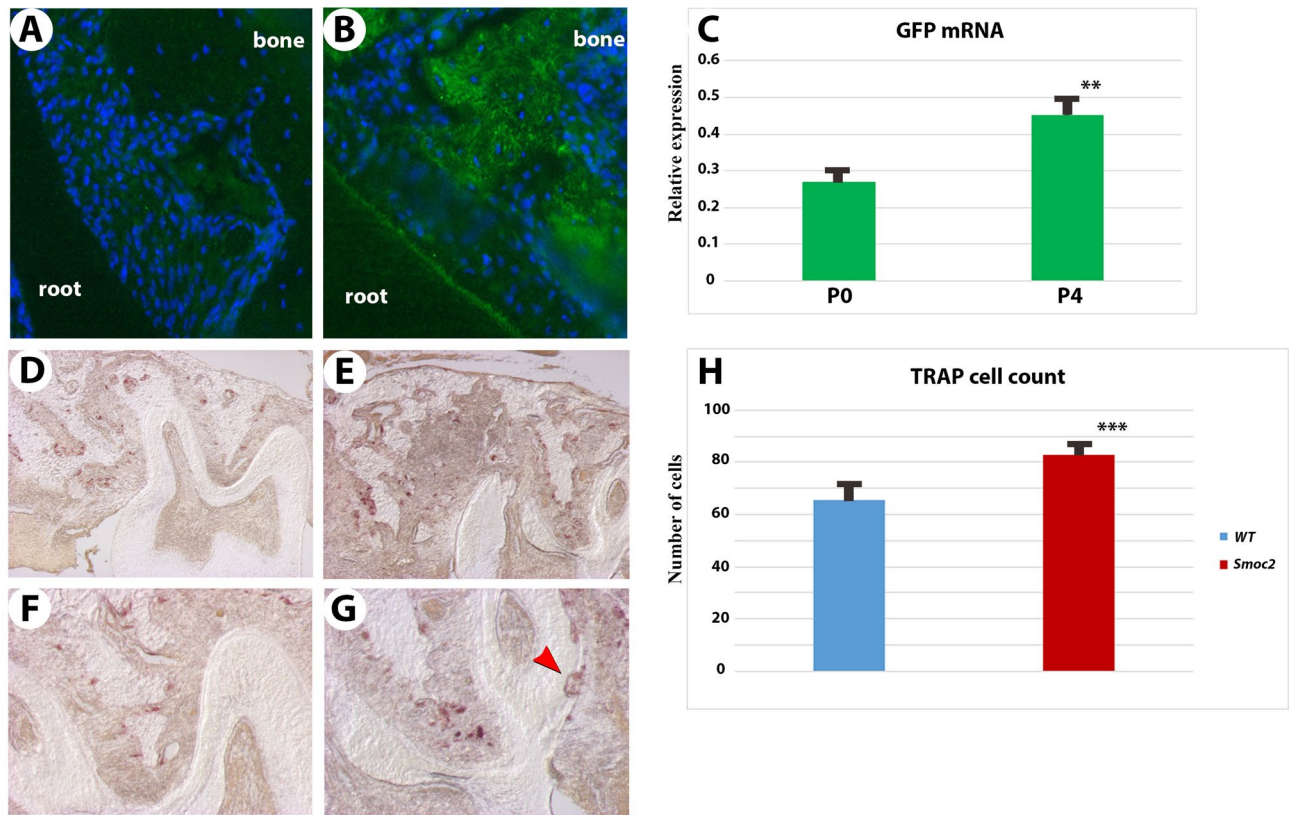 A
bone
root
B
bone
root
C
GFP mRNA
Relative expression
0.6
0.5
0.4
0.3
0.2
0.1
0
**
P0
P4
D
E
F
G
H
TRAP cell count
Number of cells
100
80
60
40
20
0
***
WT
Smoc2